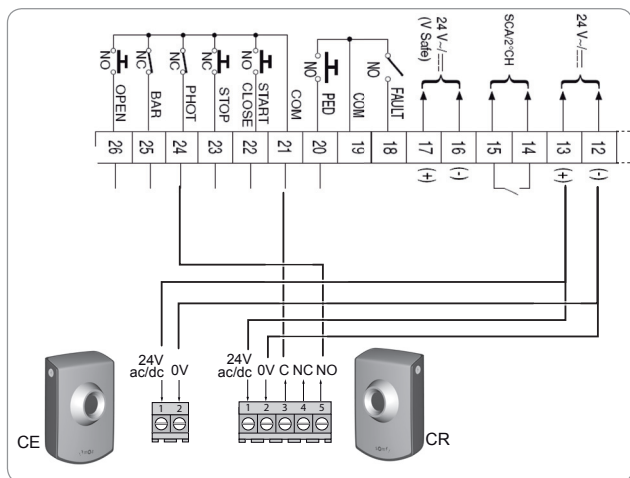 24 V~/⎓
(V Safe)
SCA/2°CH
24 V~/⎓
NO OPEN
NC BAR
NC PHOT
NC STOP
NO START
CLOSE
COM
NO PED
COM
NO FAULT
26 25 24 23 22 21 20 19 18 17 16 15 14 13 12
(+) (-) (+) (-)
24V
ac/dc 0V
24V
ac/dc 0V C NC NO
1 2
1 2 3 4 5
CE
CR